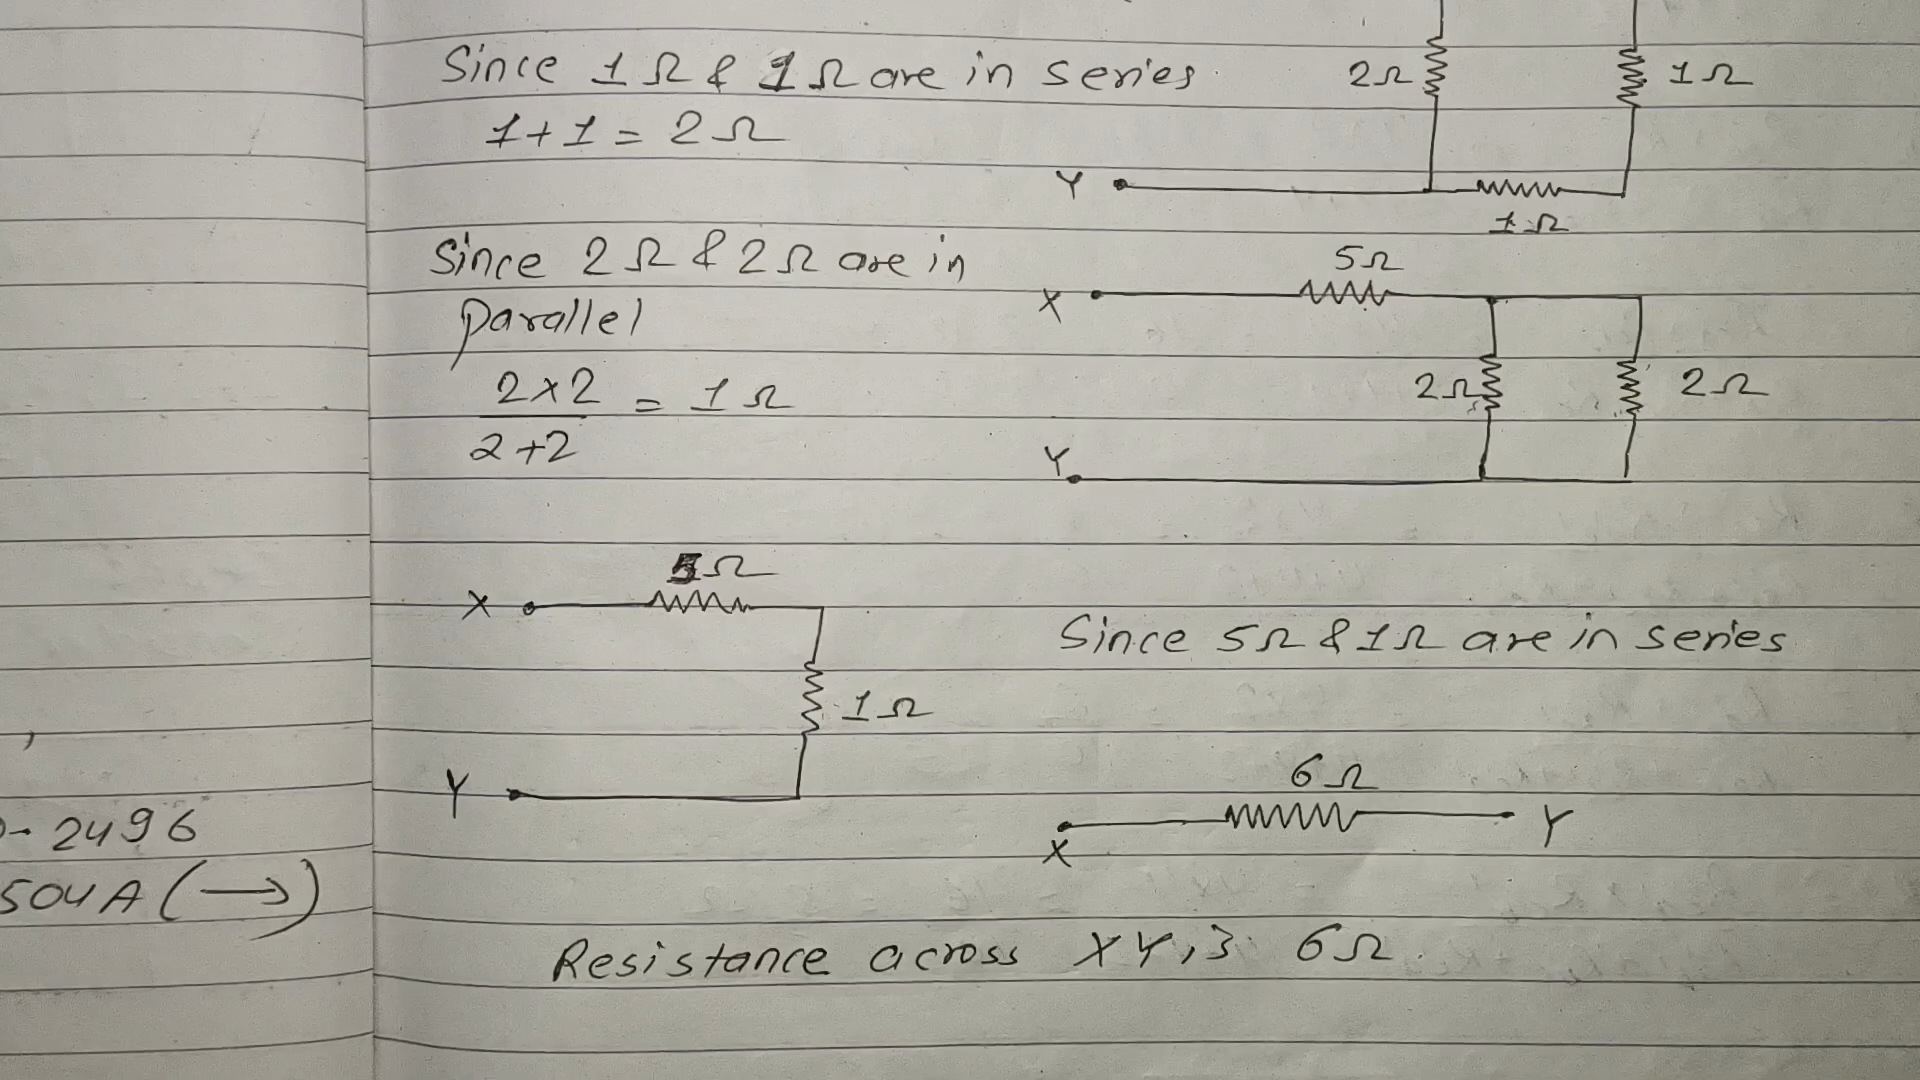 Since 1Ω & 1Ω are in series.
1+1 = 2Ω
2Ω
1Ω
Y
1Ω
Since 2Ω & 2Ω are in
parallel
2×2
= 1Ω
2+2
5Ω
X
2Ω
2Ω
Y
5Ω
X
1Ω
Y
Since 5Ω & 1Ω are in series
6Ω
X
Y
Resistance across XY, is 6Ω.
- 2496
504A (→)